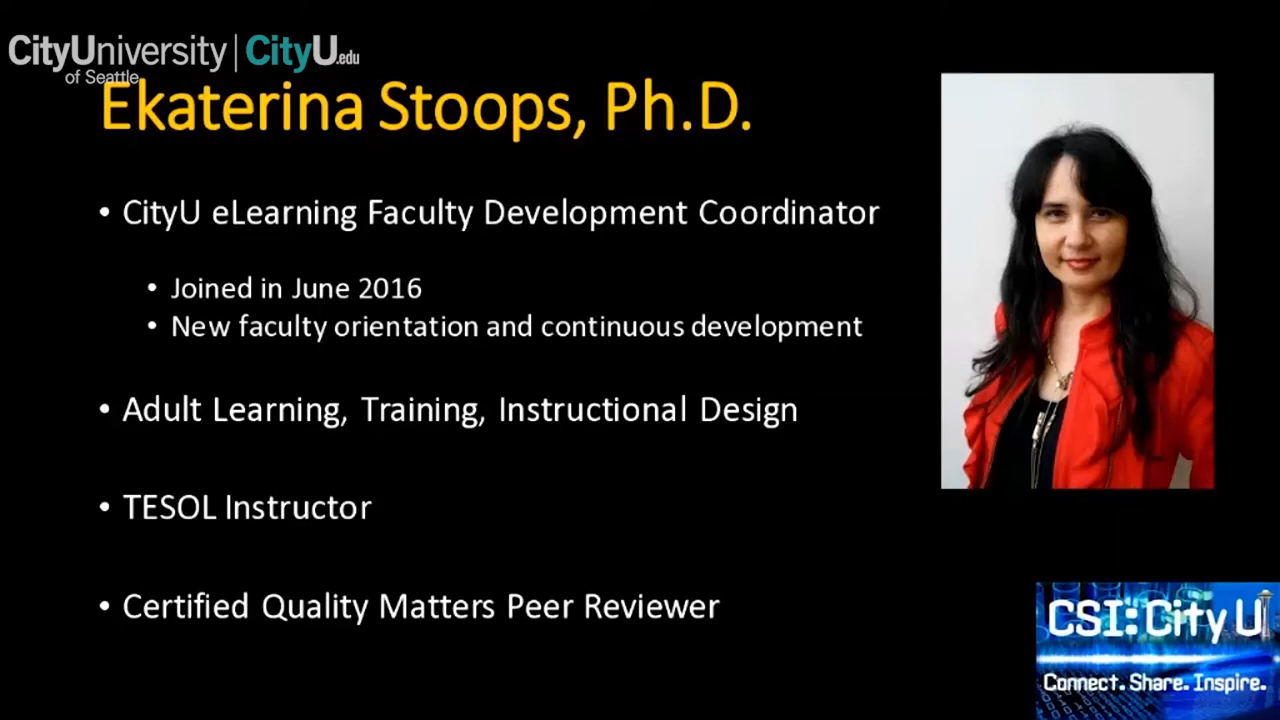 CityUniversity | CityU.edu
of Seattle
Ekaterina Stoops, Ph.D.
• CityU eLearning Faculty Development Coordinator
• Joined in June 2016
• New faculty orientation and continuous development
• Adult Learning, Training, Instructional Design
• TESOL Instructor
• Certified Quality Matters Peer Reviewer
CSI: City U
Connect. Share. Inspire.